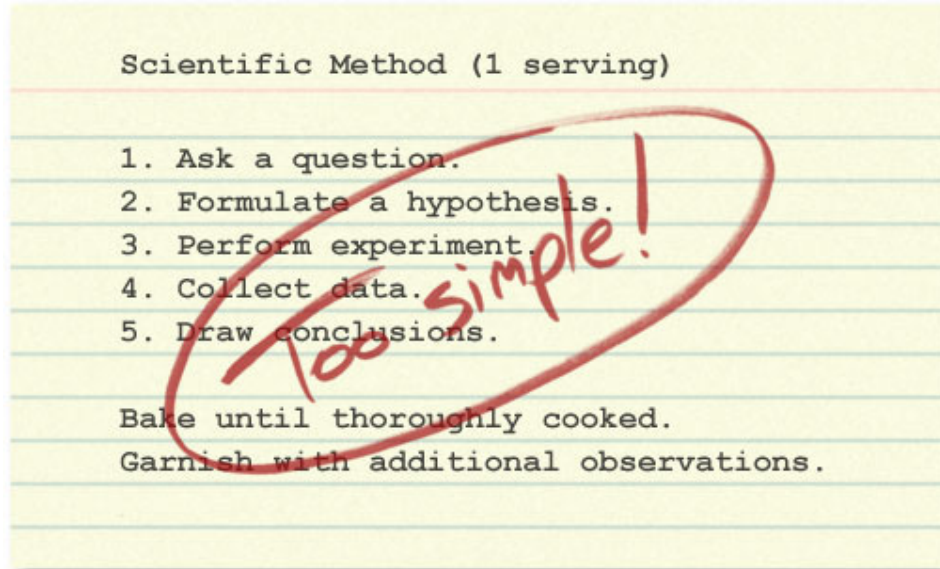 Scientific Method (1 serving)
1. Ask a question.
2. Formulate a hypothesis.
3. Perform experiment.
4. Collect data.
5. Draw conclusions.
Too simple!
Bake until thoroughly cooked.
Garnish with additional observations.